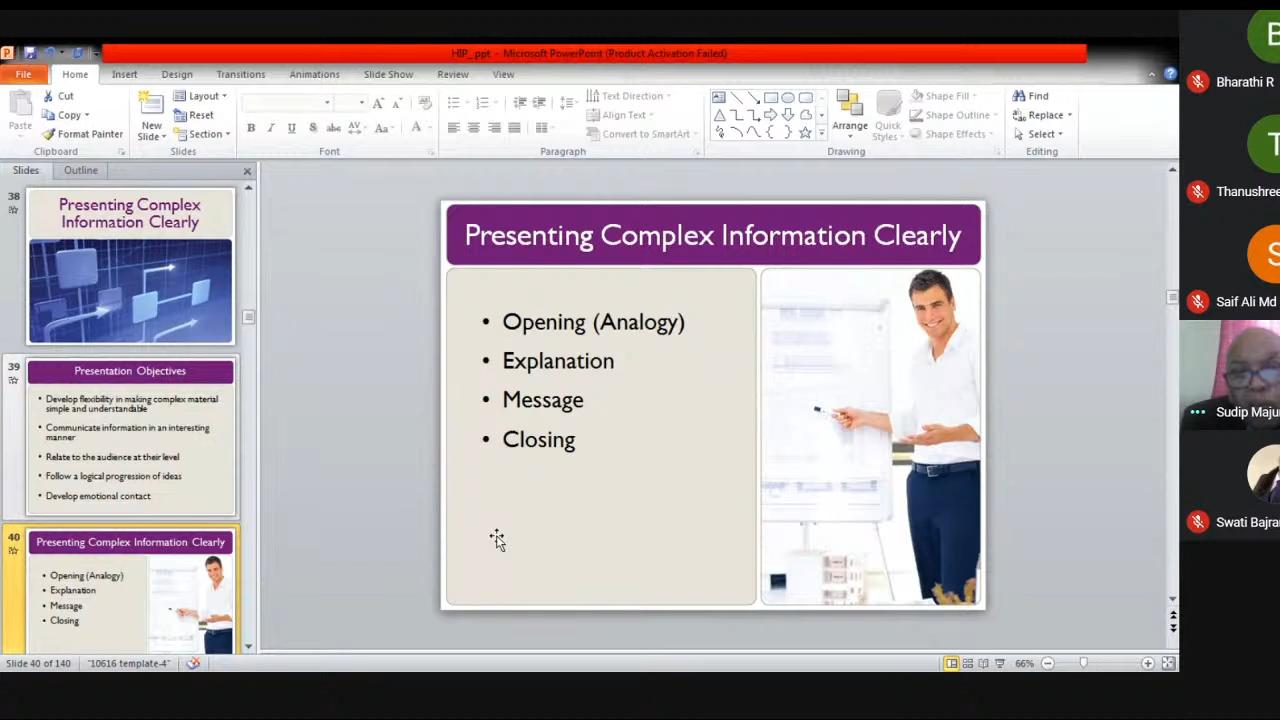 HIP_.ppt - Microsoft PowerPoint (Product Activation Failed)
File Home Insert Design Transitions Animations Slide Show Review View
Paste
Cut
Copy
Format Painter
Clipboard
New
Slide
Layout
Reset
Section
Slides
Font
Text Direction
Align Text
Convert to SmartArt
Paragraph
Arrange
Quick
Styles
Shape Fill
Shape Outline
Shape Effects
Drawing
Find
Replace
Select
Editing
Slides Outline
38
Presenting Complex
Information Clearly
39
Presentation Objectives
• Develop flexibility in making complex material
simple and understandable
• Communicate information in an interesting
manner
• Relate to the audience at their level
• Follow a logical progression of ideas
• Develop emotional contact
40
Presenting Complex Information Clearly
• Opening (Analogy)
• Explanation
• Message
• Closing
Presenting Complex Information Clearly
• Opening (Analogy)
• Explanation
• Message
• Closing
Slide 40 of 140 "10616 template-4" 66%
B
Bharathi R
T
Thanushree
S
Saif Ali Md
Sudip Maju
Swati Bajra